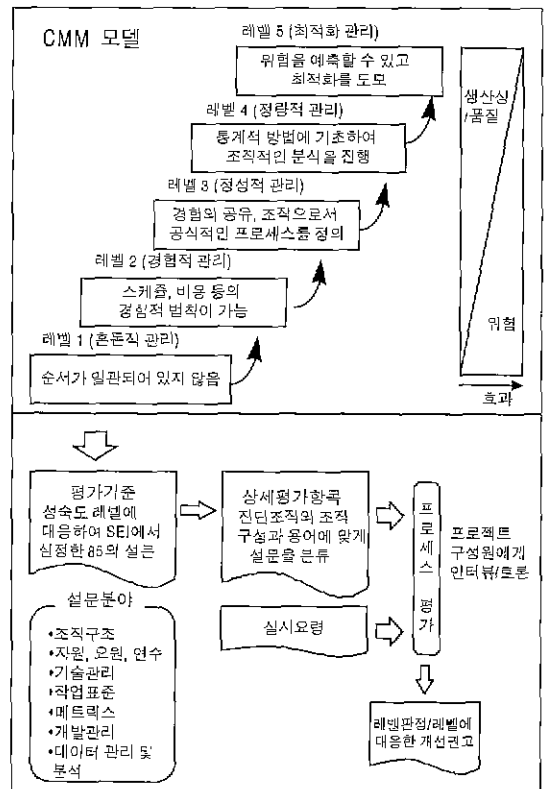 CMM 모델
레벨 5 (최적화 관리)
위험을 예측할 수 있고
최적화를 도모
레벨 4 (정량적 관리)
통계적 방법에 기초하여
조직적인 분석을 진행
레벨 3 (정성적 관리)
경험의 공유, 조직으로서
공식적인 프로세스를 정의
레벨 2 (경험적 관리)
스케쥴, 비용 등의
경험적 법칙이 가능
레벨 1 (혼돈적 관리)
순서가 일관되어 있지 않음
생산성
/품질
위험
효과
평가기준
성숙도 레벨에
대응하여 SEI에서
설정한 85의 설문
상세평가항목
진단조직의 조직
구성과 용어에 맞게
설문을 분류
프로세스 평가
프로젝트
구성원에게
인터뷰/토론
설문분야
•조직구조
•자원, 요원, 연수
•기술관리
•작업표준
•메트릭스
•개발관리
•데이터 관리 및
분석
실시요령
레벨판정/레벨에
대응한 개선권고